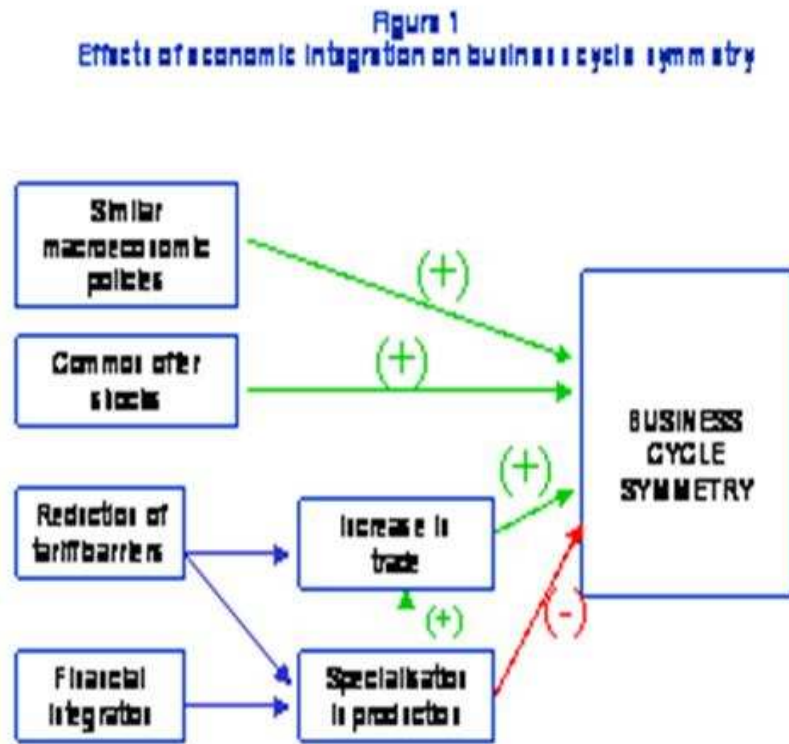 Figure 1
Effects of economic integration on business cycle symmetry
Similar
macroeconomic
policies
(+)
Common offer
shocks
(+)
BUSINESS
CYCLE
SYMMETRY
(+)
Reduction of
tariff barriers
Increase in
trade
(+)
(-)
Financial
integration
Specialisation
in production